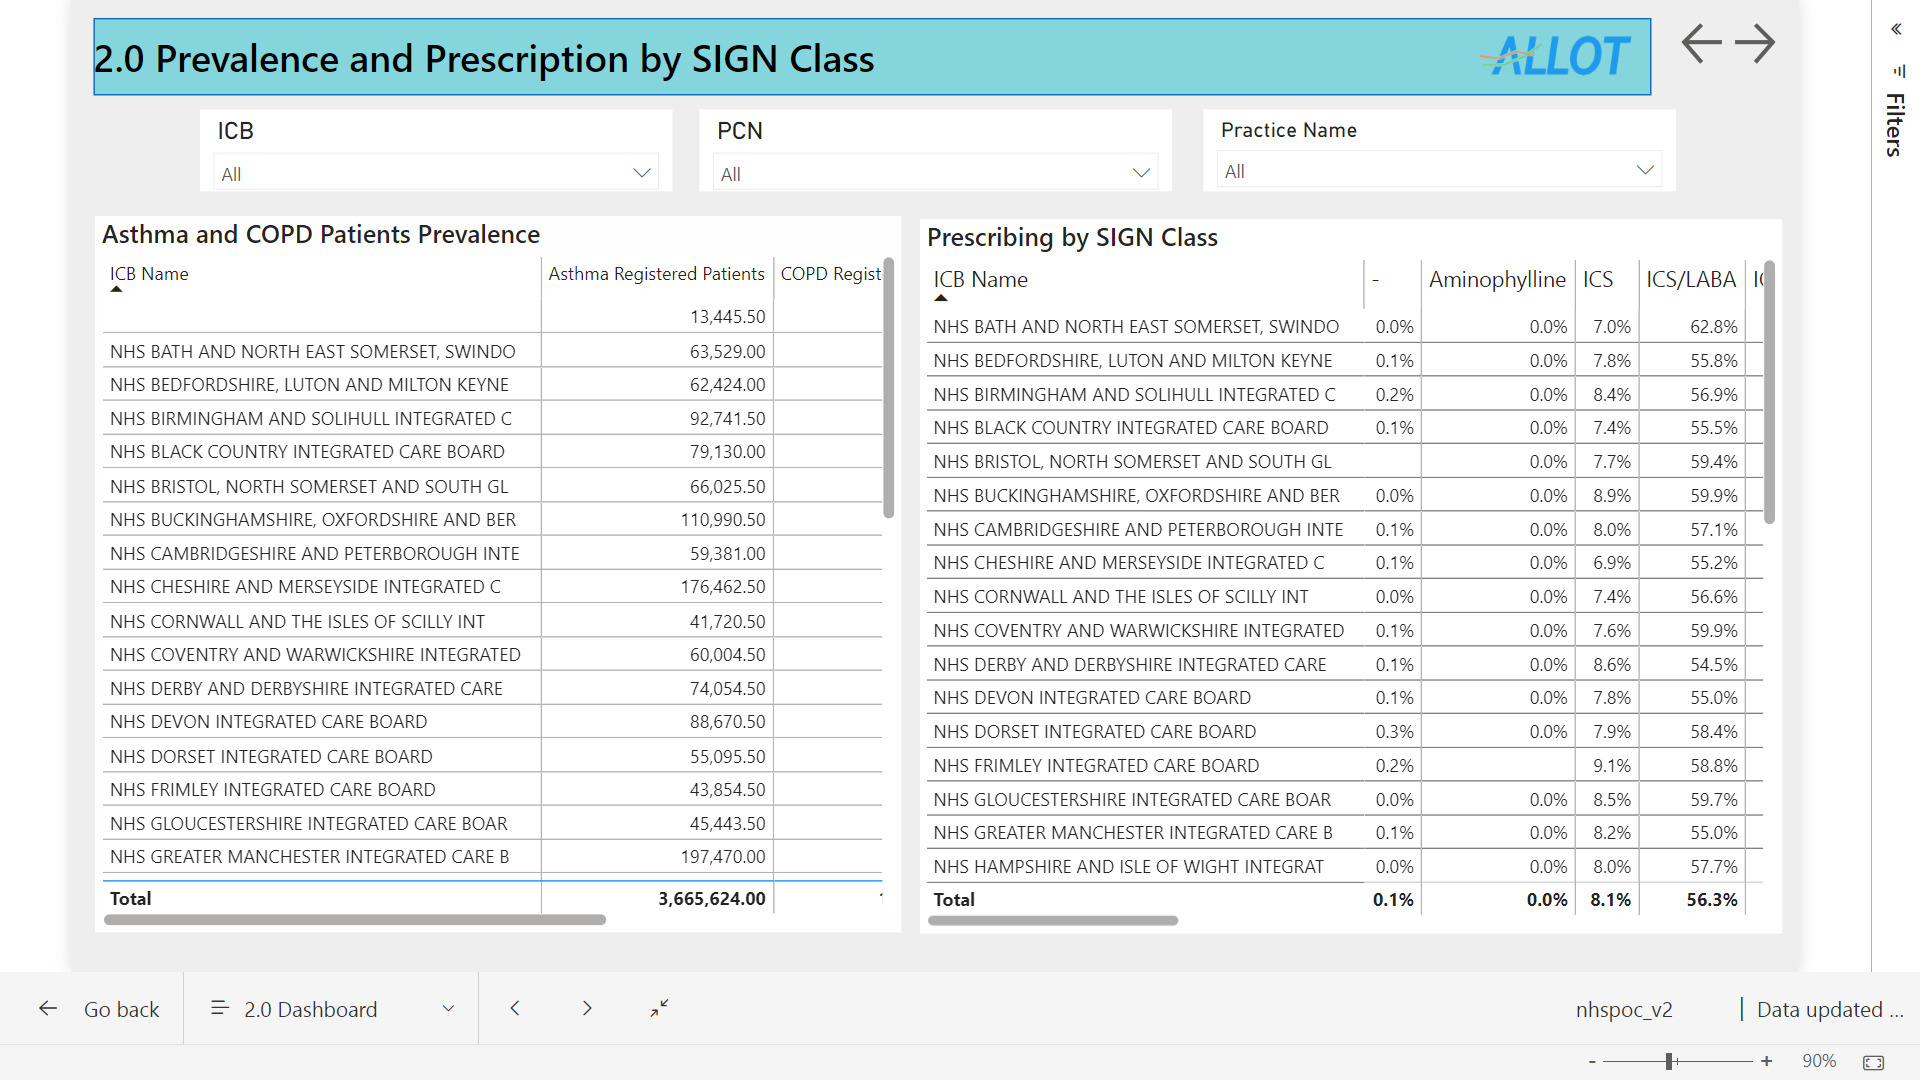 2.0 Prevalence and Prescription by SIGN Class
ALLOT
ICB
All
PCN
All
Practice Name
All
Filters
Asthma and COPD Patients Prevalence
ICB Name Asthma Registered Patients COPD Regist
13,445.50
NHS BATH AND NORTH EAST SOMERSET, SWINDO 63,529.00
NHS BEDFORDSHIRE, LUTON AND MILTON KEYNE 62,424.00
NHS BIRMINGHAM AND SOLIHULL INTEGRATED C 92,741.50
NHS BLACK COUNTRY INTEGRATED CARE BOARD 79,130.00
NHS BRISTOL, NORTH SOMERSET AND SOUTH GL 66,025.50
NHS BUCKINGHAMSHIRE, OXFORDSHIRE AND BER 110,990.50
NHS CAMBRIDGESHIRE AND PETERBOROUGH INTE 59,381.00
NHS CHESHIRE AND MERSEYSIDE INTEGRATED C 176,462.50
NHS CORNWALL AND THE ISLES OF SCILLY INT 41,720.50
NHS COVENTRY AND WARWICKSHIRE INTEGRATED 60,004.50
NHS DERBY AND DERBYSHIRE INTEGRATED CARE 74,054.50
NHS DEVON INTEGRATED CARE BOARD 88,670.50
NHS DORSET INTEGRATED CARE BOARD 55,095.50
NHS FRIMLEY INTEGRATED CARE BOARD 43,854.50
NHS GLOUCESTERSHIRE INTEGRATED CARE BOAR 45,443.50
NHS GREATER MANCHESTER INTEGRATED CARE B 197,470.00
Total 3,665,624.00
Prescribing by SIGN Class
ICB Name - Aminophylline ICS ICS/LABA
NHS BATH AND NORTH EAST SOMERSET, SWINDO 0.0% 0.0% 7.0% 62.8%
NHS BEDFORDSHIRE, LUTON AND MILTON KEYNE 0.1% 0.0% 7.8% 55.8%
NHS BIRMINGHAM AND SOLIHULL INTEGRATED C 0.2% 0.0% 8.4% 56.9%
NHS BLACK COUNTRY INTEGRATED CARE BOARD 0.1% 0.0% 7.4% 55.5%
NHS BRISTOL, NORTH SOMERSET AND SOUTH GL 0.0% 7.7% 59.4%
NHS BUCKINGHAMSHIRE, OXFORDSHIRE AND BER 0.0% 0.0% 8.9% 59.9%
NHS CAMBRIDGESHIRE AND PETERBOROUGH INTE 0.1% 0.0% 8.0% 57.1%
NHS CHESHIRE AND MERSEYSIDE INTEGRATED C 0.1% 0.0% 6.9% 55.2%
NHS CORNWALL AND THE ISLES OF SCILLY INT 0.0% 0.0% 7.4% 56.6%
NHS COVENTRY AND WARWICKSHIRE INTEGRATED 0.1% 0.0% 7.6% 59.9%
NHS DERBY AND DERBYSHIRE INTEGRATED CARE 0.1% 0.0% 8.6% 54.5%
NHS DEVON INTEGRATED CARE BOARD 0.1% 0.0% 7.8% 55.0%
NHS DORSET INTEGRATED CARE BOARD 0.3% 0.0% 7.9% 58.4%
NHS FRIMLEY INTEGRATED CARE BOARD 0.2% 9.1% 58.8%
NHS GLOUCESTERSHIRE INTEGRATED CARE BOAR 0.0% 0.0% 8.5% 59.7%
NHS GREATER MANCHESTER INTEGRATED CARE B 0.1% 0.0% 8.2% 55.0%
NHS HAMPSHIRE AND ISLE OF WIGHT INTEGRAT 0.0% 0.0% 8.0% 57.7%
Total 0.1% 0.0% 8.1% 56.3%
Go back
2.0 Dashboard
nhspoc_v2 | Data updated ...
- + 90%